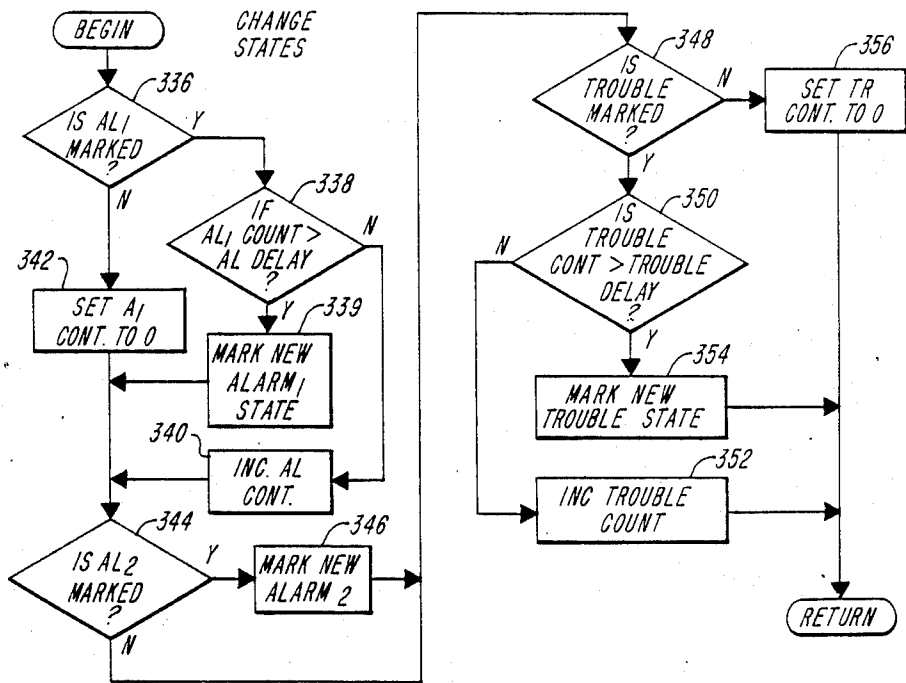 BEGIN
CHANGE
STATES
336
IS AL1
MARKED
?
Y
N
338
IF
AL1 COUNT >
AL DELAY
?
N
Y
342
SET A1
CONT. TO 0
339
MARK NEW
ALARM1
STATE
340
INC. AL
CONT.
344
IS AL2
MARKED
?
Y
N
346
MARK NEW
ALARM 2
348
IS
TROUBLE
MARKED
?
N
Y
356
SET TR
CONT. TO 0
350
IS
TROUBLE
CONT > TROUBLE
DELAY
?
N
Y
354
MARK NEW
TROUBLE STATE
352
INC TROUBLE
COUNT
RETURN